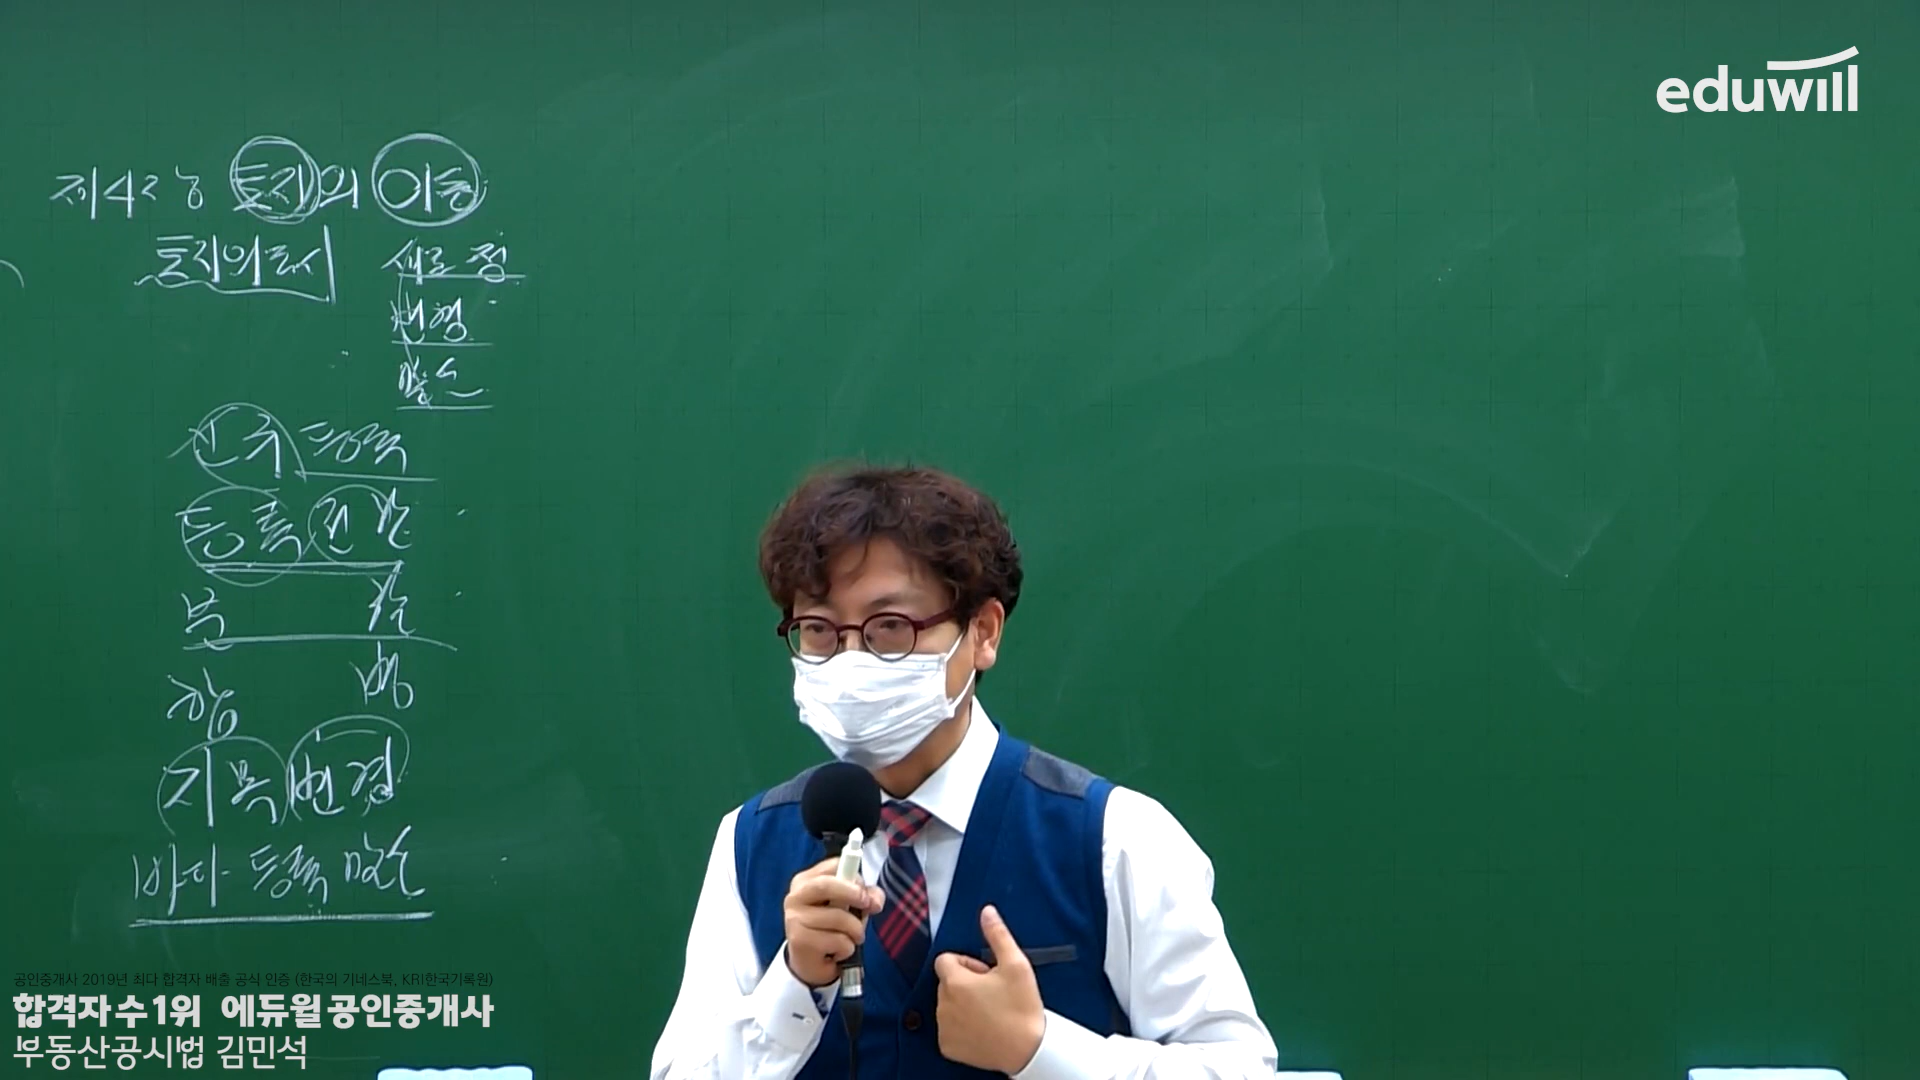 eduwill
제4강 토지의 이동
토지의 표시 새로 정
변경
말소
신규등록
등록전환
분할
합병
지목변경
바다 등록 말소
공인중개사 2019년 최다 합격자 배출 공식 인증 (한국의 기네스북, KRI한국기록원)
합격자 수 1위 에듀윌 공인중개사
부동산공시법 김민석